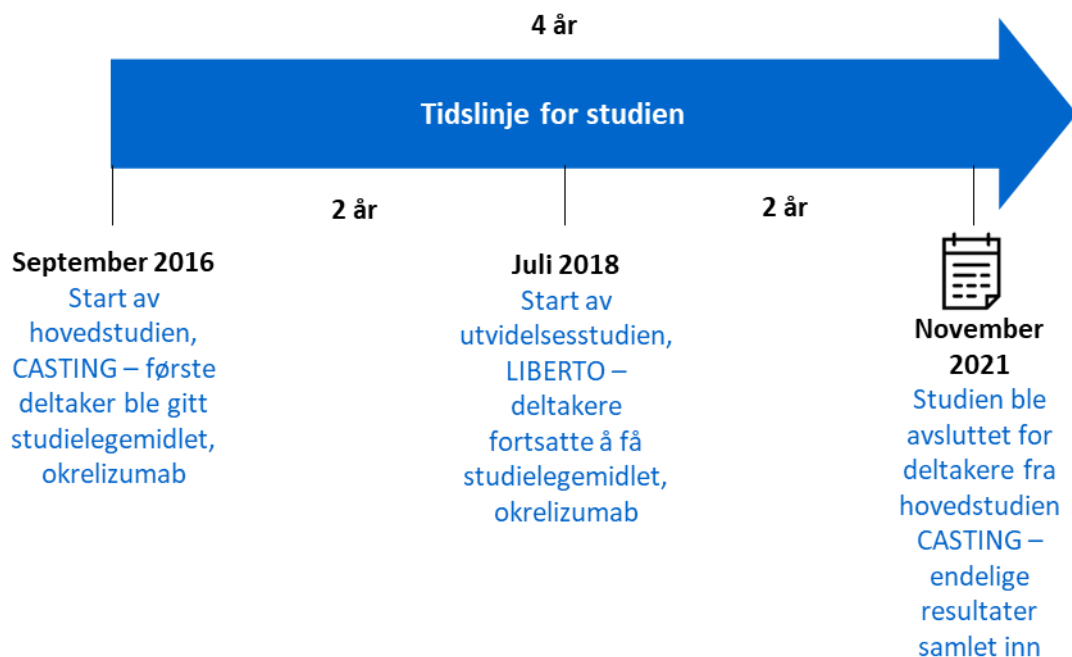 4 år
Tidslinje for studien
2 år
2 år
September 2016
Start av
hovedstudien,
CASTING – første
deltaker ble gitt
studielegemidlet,
okrelizumab
Juli 2018
Start av
utvidelsesstudien,
LIBERTO –
deltakere
fortsatte å få
studielegemidlet,
okrelizumab
November
2021
Studien ble
avsluttet for
deltakere fra
hovedstudien
CASTING –
endelige
resultater
samlet inn